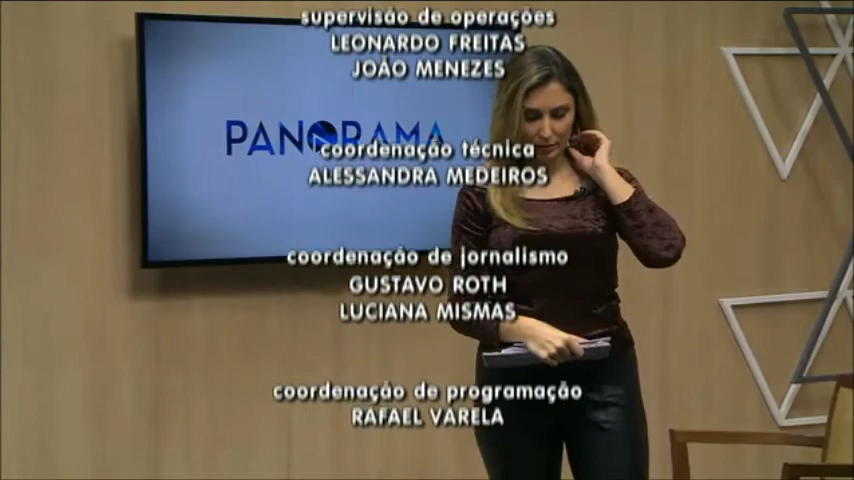 supervisão de operações
LEONARDO FREITAS
JOÃO MENEZES
PANORAMA
coordenação técnica
ALESSANDRA MEDEIROS
coordenação de jornalismo
GUSTAVO ROTH
LUCIANA MISMAS
coordenação de programação
RAFAEL VARELA